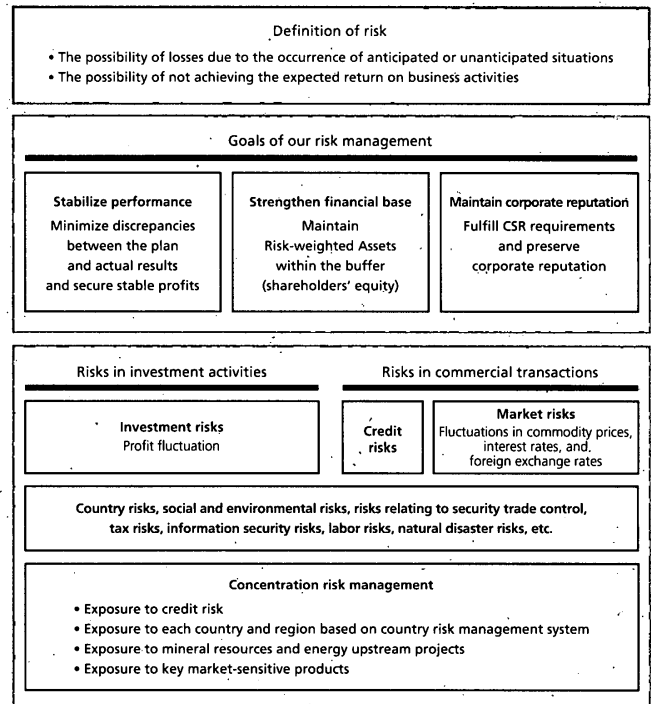 Definition of risk
• The possibility of losses due to the occurrence of anticipated or unanticipated situations
• The possibility of not achieving the expected return on business activities
Goals of our risk management
Stabilize performance
Minimize discrepancies
between the plan
and actual results
and secure stable profits
Strengthen financial base
Maintain
Risk-weighted Assets
within the buffer
(shareholders' equity)
Maintain corporate reputation
Fulfill CSR requirements
and preserve
corporate reputation
Risks in investment activities
Investment risks
Profit fluctuation
Risks in commercial transactions
Credit
risks
Market risks
Fluctuations in commodity prices,
interest rates, and
foreign exchange rates
Country risks, social and environmental risks, risks relating to security trade control,
tax risks, information security risks, labor risks, natural disaster risks, etc.
Concentration risk management
• Exposure to credit risk
• Exposure to each country and region based on country risk management system
• Exposure to mineral resources and energy upstream projects
• Exposure to key market-sensitive products